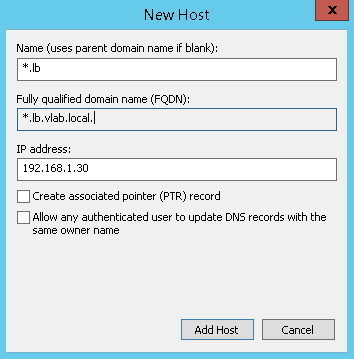 New Host
x
Name (uses parent domain name if blank):
*.lb
Fully qualified domain name (FQDN):
*.lb.vlab.local.
IP address:
192.168.1.30
Create associated pointer (PTR) record
Allow any authenticated user to update DNS records with the
same owner name
Add Host Cancel